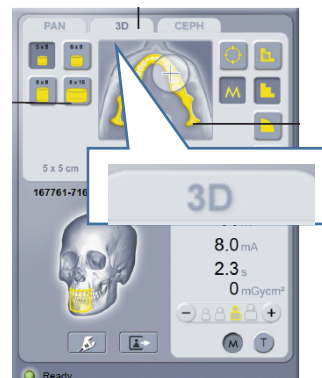 PAN 3D CEPH
5 x 5 6 x 8
8 x 8 8 x 15
M
5 x 5 cm
3D
167761-716
8.0 mA
2.3 s
0 mGycm²
M T
Ready